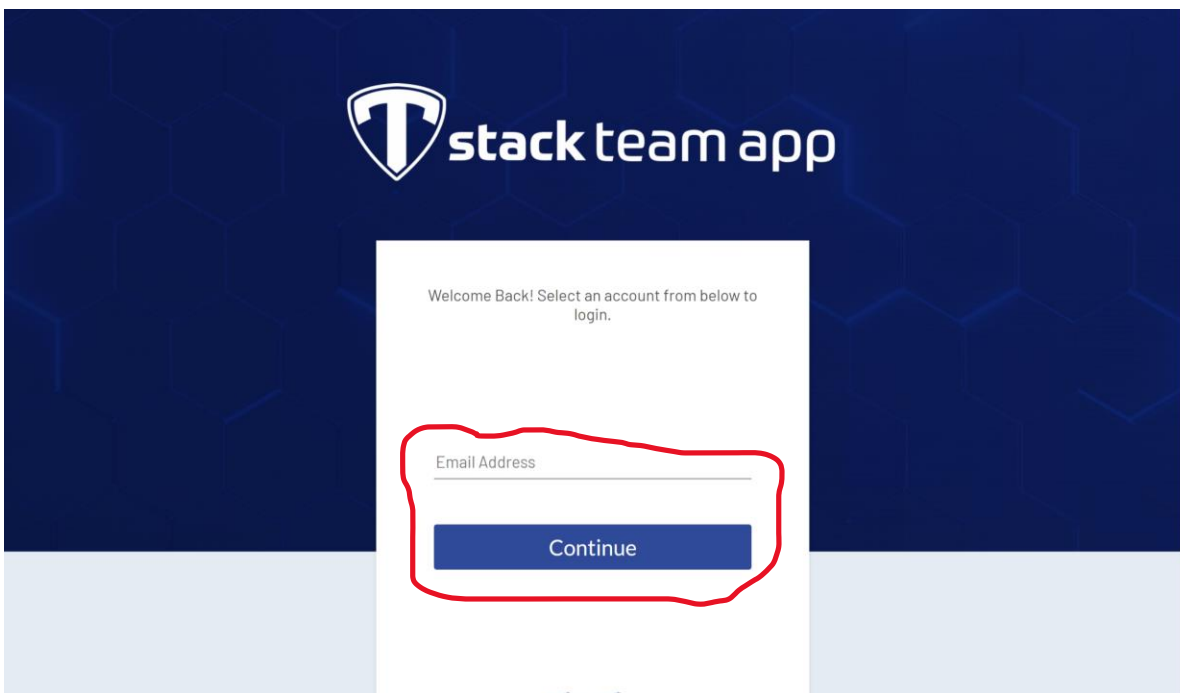 stack team app
Welcome Back! Select an account from below to
login.
Email Address
Continue